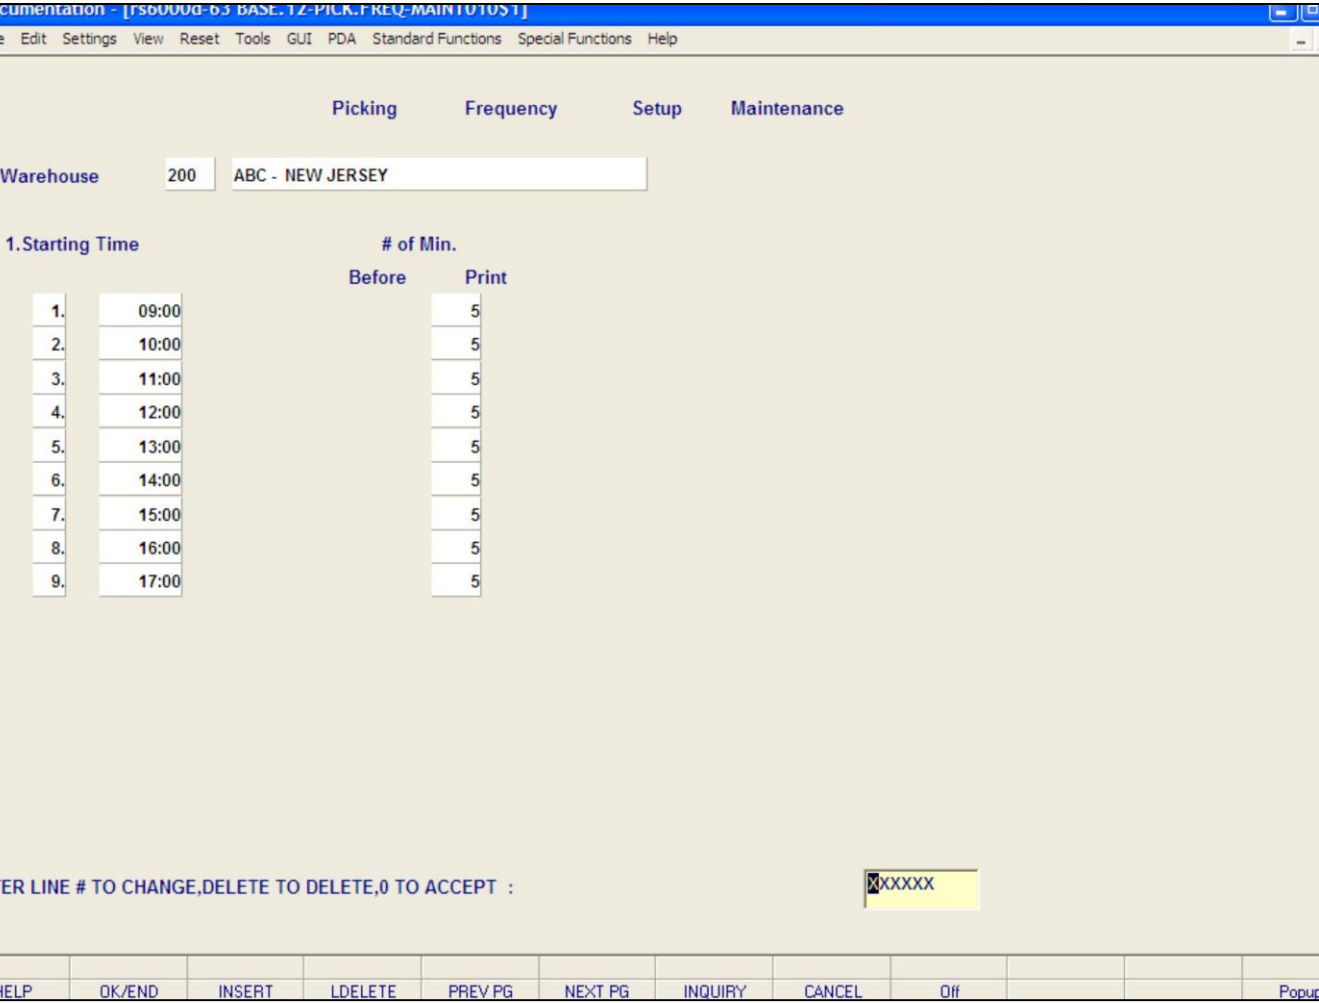 cumentation - [rs6000d-63 BASE.12-PICK.FREQ-MAINT010$1]
e Edit Settings View Reset Tools GUI PDA Standard Functions Special Functions Help
Picking Frequency Setup Maintenance
Warehouse 200 ABC - NEW JERSEY
1.Starting Time # of Min.
Before Print
1. 09:00 5
2. 10:00 5
3. 11:00 5
4. 12:00 5
5. 13:00 5
6. 14:00 5
7. 15:00 5
8. 16:00 5
9. 17:00 5
TER LINE # TO CHANGE,DELETE TO DELETE,0 TO ACCEPT : XXXXXX
HELP OK/END INSERT LDELETE PREV PG NEXT PG INQUIRY CANCEL Off Popup